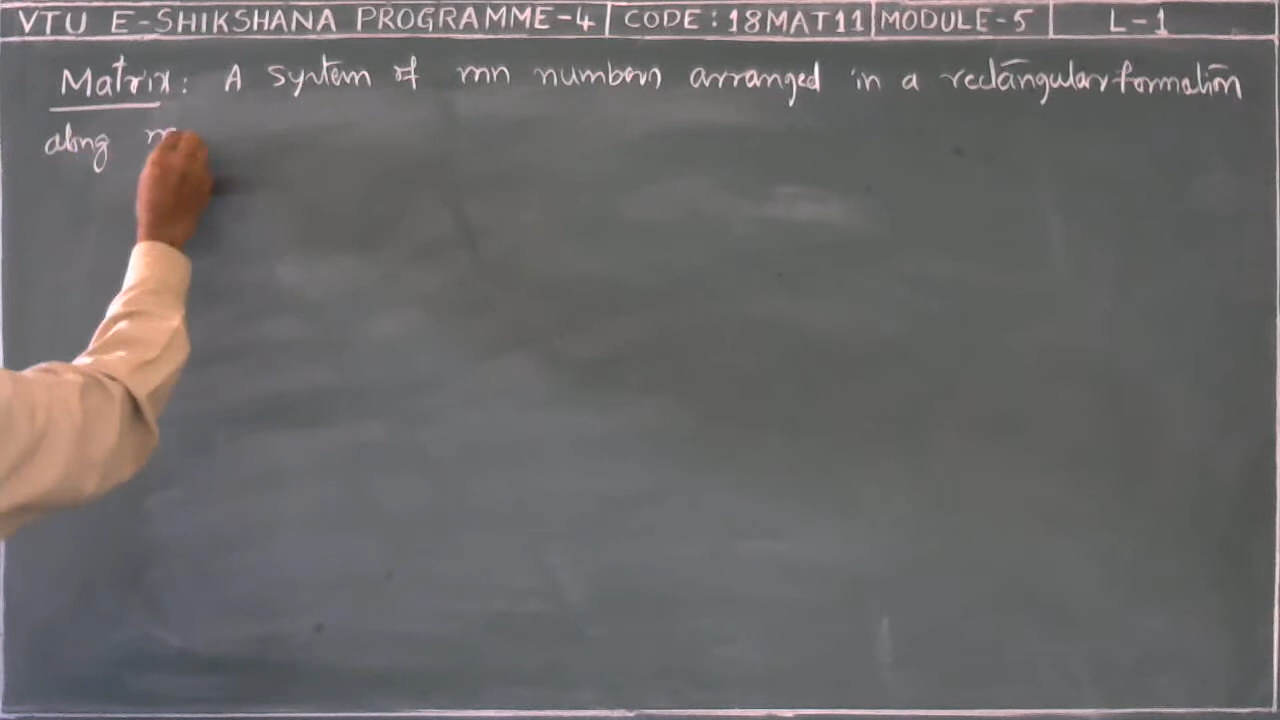 VTU E-SHIKSHANA PROGRAMME-4 CODE: 18MAT11 MODULE-5 L-1
Matrix: A system of mn numbers arranged in a rectangular formation
along m